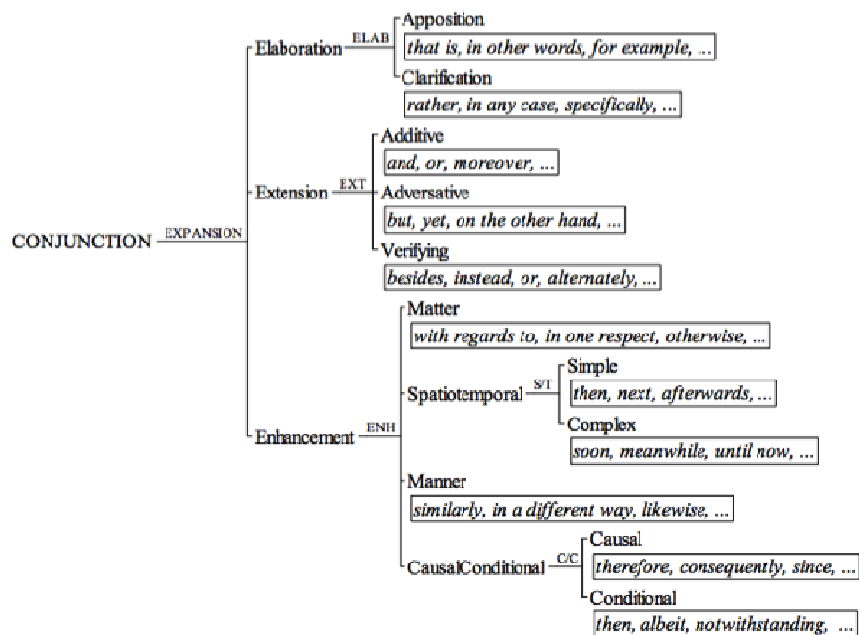 Apposition
Elaboration ELAB
that is, in other words, for example, ...
Clarification
rather, in any case, specifically, ...
Additive
and, or, moreover, ...
Extension EXT Adversative
but, yet, on the other hand, ...
CONJUNCTION EXPANSION
Verifying
besides, instead, or, alternately, ...
Matter
with regards to, in one respect, otherwise, ...
Simple
Spatiotemporal S/T
then, next, afterwards, ...
Complex
Enhancement ENH
soon, meanwhile, until now, ...
Manner
similarly, in a different way, likewise, ...
Causal
CausalConditional C/C
therefore, consequently, since, ...
Conditional
then, albeit, notwithstanding, ...